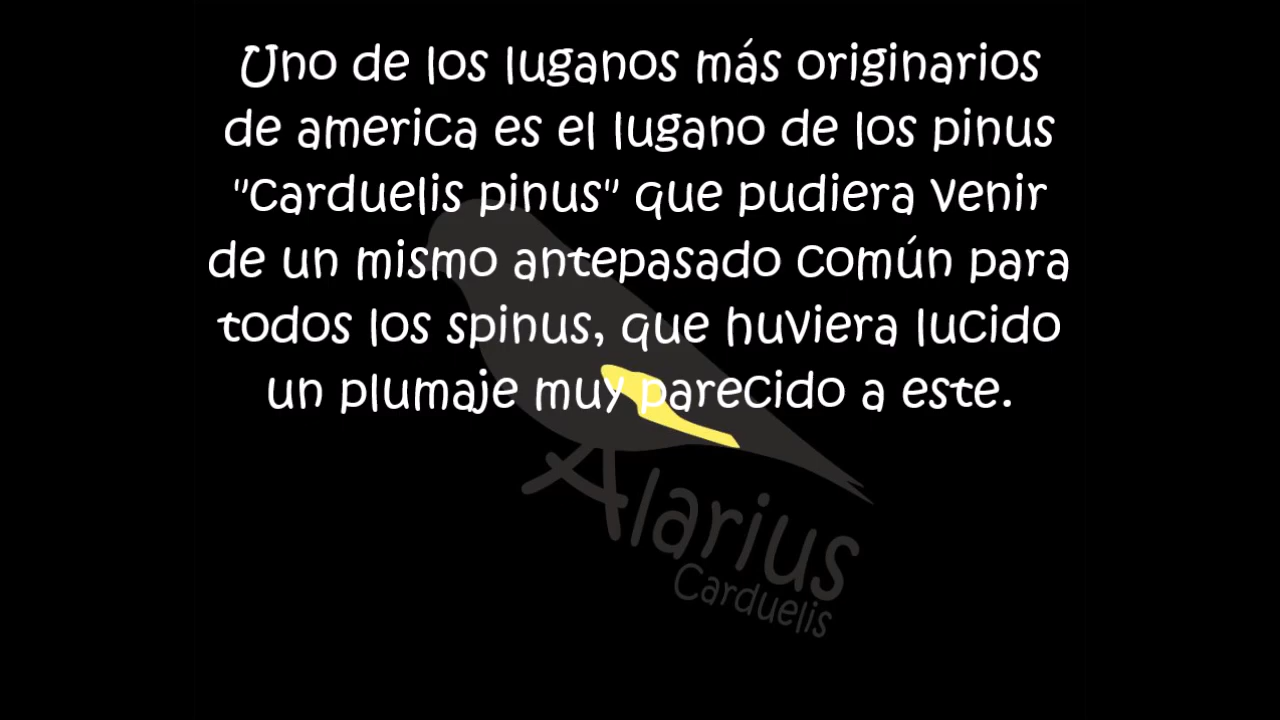 Uno de los luganos más originarios
de america es el lugano de los pinus
"Carduelis pinus" que pudiera venir
de un mismo antepasado común para
todos los spinus, que huviera lucido
un plumaje muy parecido a este.
Alarius
Carduelis